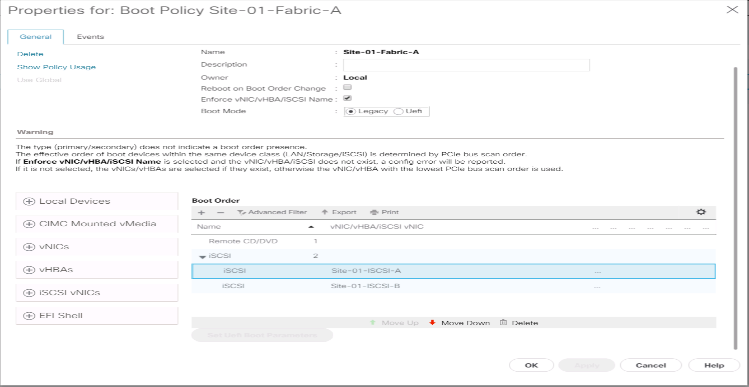 Properties for: Boot Policy Site-01-Fabric-A
General Events
Delete
Show Policy Usage
Use Global
Name : Site-01-Fabric-A
Description :
Owner : Local
Reboot on Boot Order Change :
Enforce vNIC/vHBA/iSCSI Name :
Boot Mode : Legacy Uefi
Warning
The type (primary/secondary) does not indicate a boot order presence.
The effective order of boot devices within the same device class (LAN/Storage/iSCSI) is determined by PCIe bus scan order.
If Enforce vNIC/vHBA/iSCSI Name is selected and the vNIC/vHBA/iSCSI does not exist, a config error will be reported.
If it is not selected, the vNICs/vHBAs are selected if they exist, otherwise the vNIC/vHBA with the lowest PCIe bus scan order is used.
Local Devices
CIMC Mounted vMedia
vNICs
vHBAs
iSCSI vNICs
EFI Shell
Boot Order
+ − Advanced Filter Export Print
Name vNIC/vHBA/iSCSI vNIC ... ... ... ... ... ... ...
Remote CD/DVD 1
iSCSI 2
iSCSI Site-01-iSCSI-A ...
iSCSI Site-01-iSCSI-B ...
Move Up Move Down Delete
Set Uefi Boot Parameters
OK Apply Cancel Help